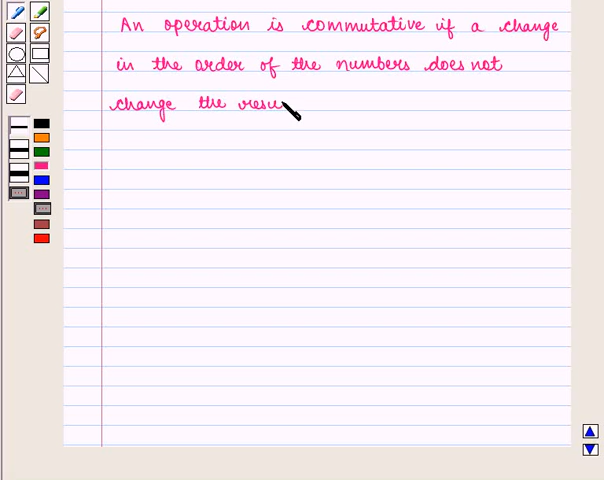 An operation is commutative if a change
in the order of the numbers does not
change the resu